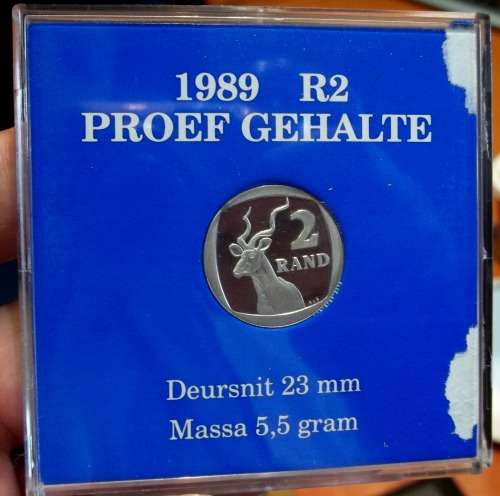 1989 R2
PROEF GEHALTE
2
RAND
Deursnit 23 mm
Massa 5,5 gram